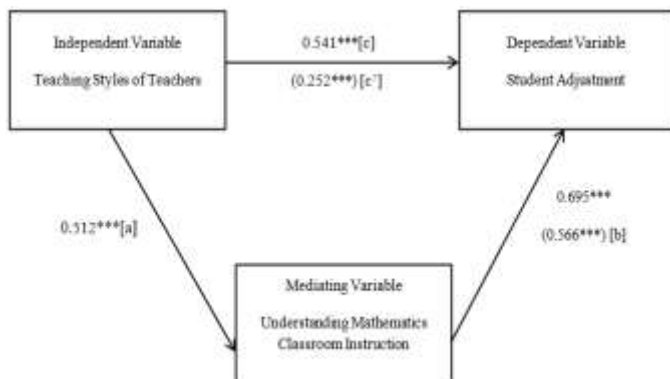 Independent Variable
Teaching Styles of Teachers
0.541***[c]
(0.252***) [c']
Dependent Variable
Student Adjustment
0.512***[a]
0.695***
(0.566***) [b]
Mediating Variable
Understanding Mathematics
Classroom Instruction